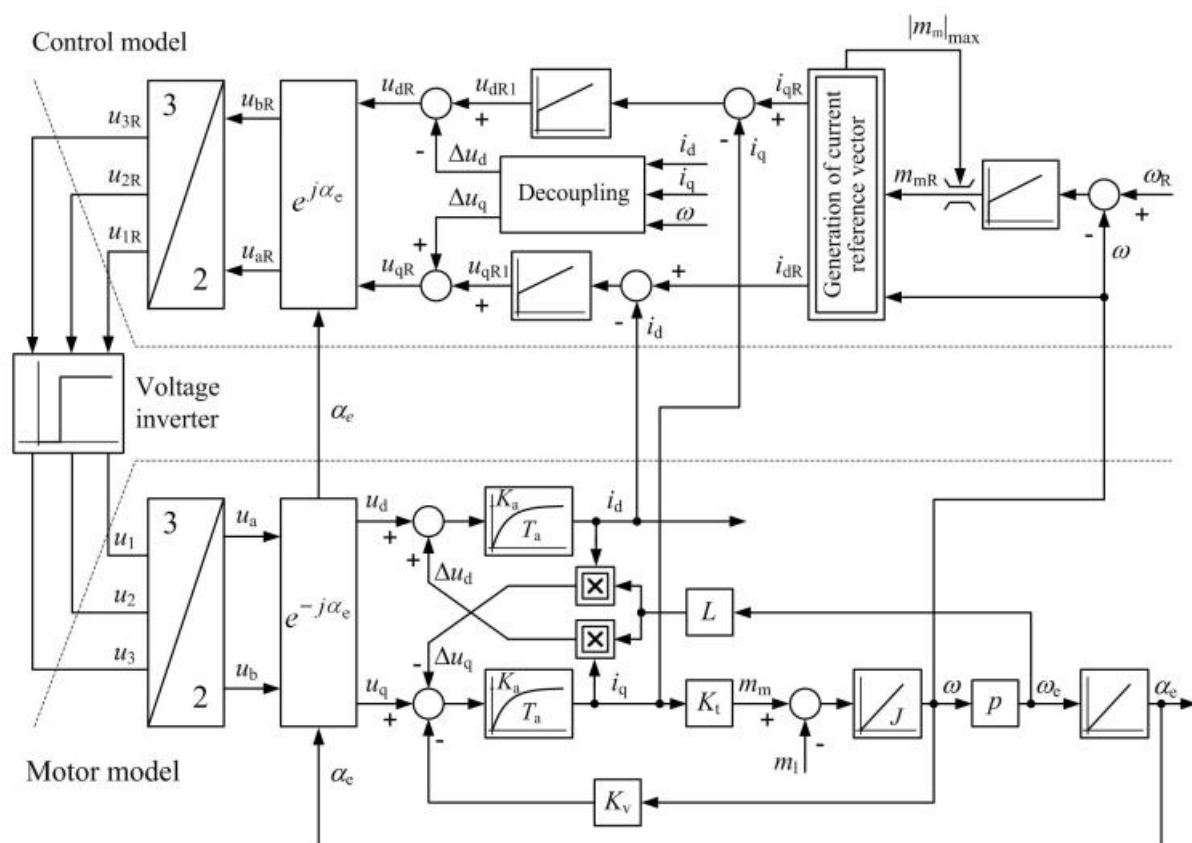 Control model
|m_m|_max
3
2
u_3R
u_2R
u_1R
u_bR
u_aR
e^{jα_e}
u_dR
u_dR1
+
-
Δu_d
Δu_q
Decoupling
i_d
i_q
ω
+
u_qR
u_qR1
+
-
i_d
+
-
i_q
+
i_qR
i_dR
Generation of current
reference vector
m_mR
ω_R
+
-
ω
Voltage
inverter
α_e
3
2
u_1
u_2
u_3
u_a
u_b
e^{-jα_e}
u_d
+
+
Δu_d
K_a
T_a
i_d
×
×
L
-
Δu_q
u_q
+
-
K_a
T_a
i_q
K_t
m_m
+
-
m_l
J
ω
p
ω_e
α_e
K_v
α_e
Motor model